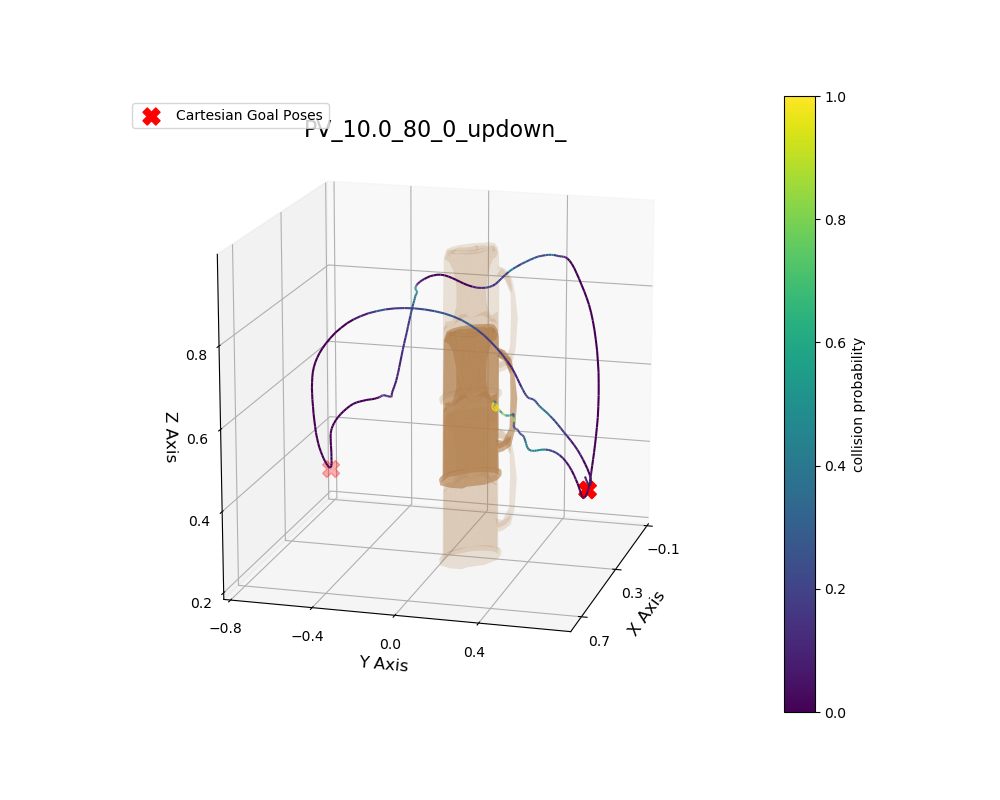 Cartesian Goal Poses
PV_10.0_80_0_updown_
1.0
0.8
0.6
0.4
0.2
0.0
collision probability
Z Axis
0.8
0.6
0.4
0.2
−0.8
−0.4
0.0
0.4
Y Axis
−0.1
0.3
0.7
X Axis